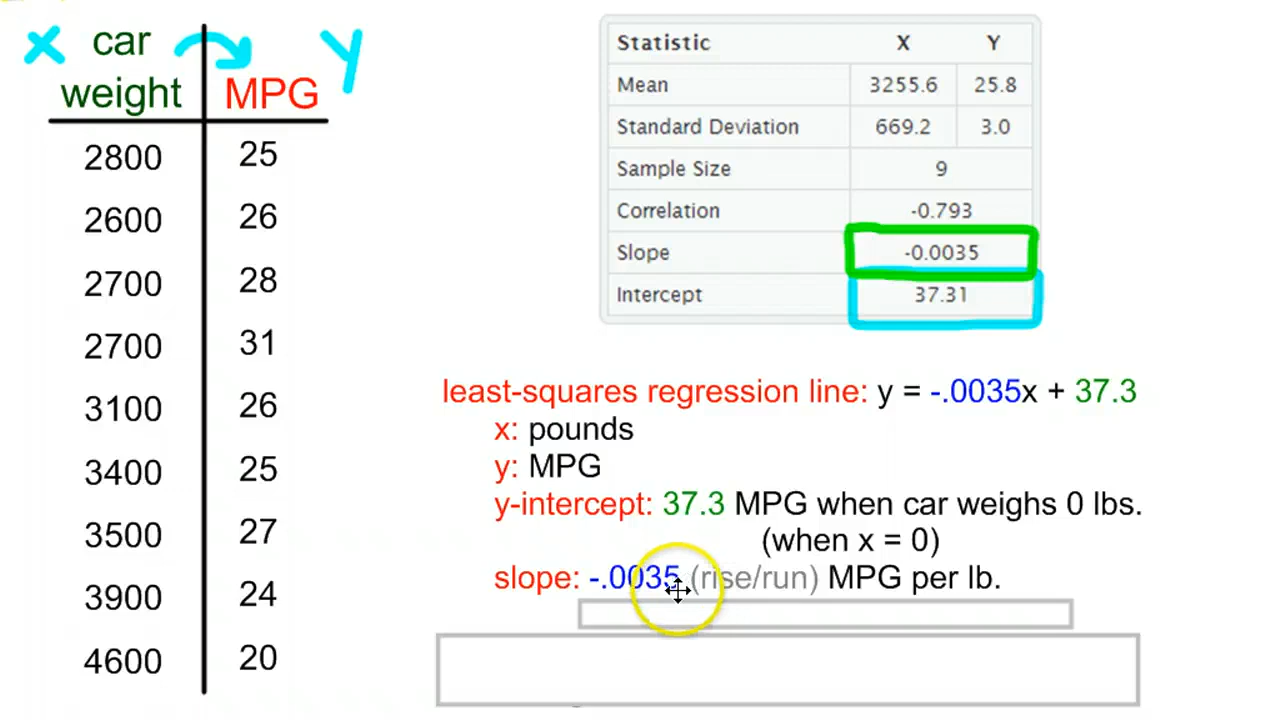 x car y
weight MPG
2800 25
2600 26
2700 28
2700 31
3100 26
3400 25
3500 27
3900 24
4600 20
Statistic X Y
Mean 3255.6 25.8
Standard Deviation 669.2 3.0
Sample Size 9
Correlation -0.793
Slope -0.0035
Intercept 37.31
least-squares regression line: y = -.0035x + 37.3
x: pounds
y: MPG
y-intercept: 37.3 MPG when car weighs 0 lbs.
(when x = 0)
slope: -.0035 (rise/run) MPG per lb.